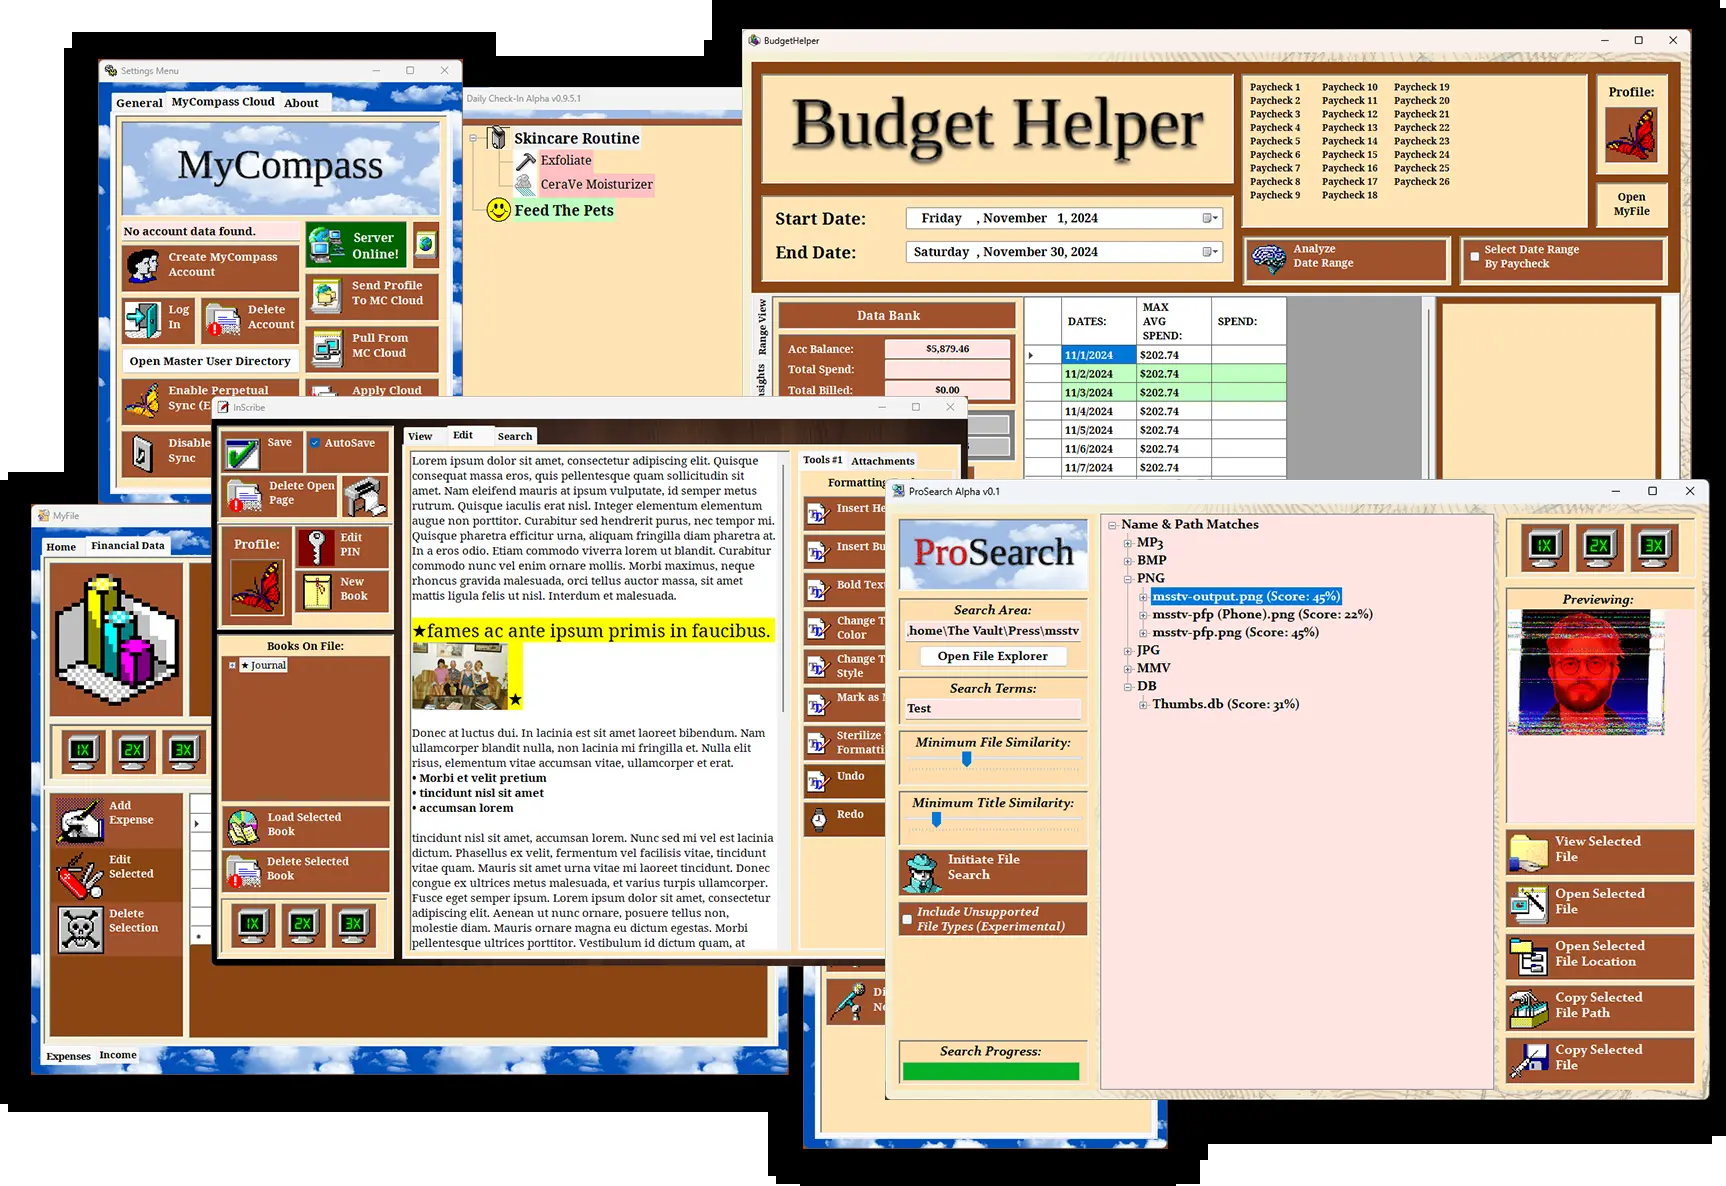 Settings Menu
General
MyCompass Cloud
About
MyCompass
No account data found.
Create MyCompass
Account
Server
Online!
Send Profile
To MC Cloud
Log
In
Delete
Account
Pull From
MC Cloud
Open Master User Directory
Enable Perpetual
Sync (E
Apply Cloud
Disable
Sync
Daily Check-In Alpha v0.9.5.1
Skincare Routine
Exfoliate
CeraVe Moisturizer
Feed The Pets
BudgetHelper
Budget Helper
Start Date:
Friday , November 1, 2024
End Date:
Saturday , November 30, 2024
Paycheck 1
Paycheck 2
Paycheck 3
Paycheck 4
Paycheck 5
Paycheck 6
Paycheck 7
Paycheck 8
Paycheck 9
Paycheck 10
Paycheck 11
Paycheck 12
Paycheck 13
Paycheck 14
Paycheck 15
Paycheck 16
Paycheck 17
Paycheck 18
Paycheck 19
Paycheck 20
Paycheck 21
Paycheck 22
Paycheck 23
Paycheck 24
Paycheck 25
Paycheck 26
Profile:
Open
MyFile
Analyze
Date Range
Select Date Range
By Paycheck
Range View
Data Bank
Acc Balance:
$5,879.46
Total Spend:
Total Billed:
$0.00
DATES:
MAX
AVG
SPEND:
SPEND:
11/1/2024 $202.74
11/2/2024 $202.74
11/3/2024 $202.74
11/4/2024 $202.74
11/5/2024 $202.74
11/6/2024 $202.74
11/7/2024 $202.74
InScribe
Save
AutoSave
Delete Open
Page
Profile:
Edit
PIN
New
Book
Books On File:
★ Journal
Load Selected
Book
Delete Selected
Book
1X
2X
3X
View
Edit
Search
Lorem ipsum dolor sit amet, consectetur adipiscing elit. Quisque
consequat massa eros, quis pellentesque quam sollicitudin sit
amet. Nam eleifend mauris at ipsum vulputate, id semper metus
rutrum. Quisque iaculis erat nisl. Integer elementum elementum
augue non porttitor. Curabitur sed hendrerit purus, nec tempor mi.
Quisque pharetra efficitur urna, aliquam fringilla diam pharetra at.
In a eros odio. Etiam commodo viverra lorem ut blandit. Curabitur
commodo nunc vel enim ornare mollis. Morbi maximus, neque
rhoncus gravida malesuada, orci tellus auctor massa, sit amet
mattis ligula felis ut nisl. Interdum et malesuada.
★fames ac ante ipsum primis in faucibus.
★
Donec at luctus dui. In lacinia est sit amet laoreet bibendum. Nam
ullamcorper blandit nulla, non lacinia mi fringilla et. Nulla elit
risus, elementum vitae accumsan vitae, ullamcorper et erat.
• Morbi et velit pretium
• tincidunt nisl sit amet
• accumsan lorem
tincidunt nisl sit amet, accumsan lorem. Nunc sed mi vel est lacinia
dictum. Phasellus ex velit, fermentum vel facilisis vitae, tincidunt
vitae quam. Mauris sit amet urna vitae mi laoreet tincidunt. Donec
congue ex ultrices metus malesuada, et varius turpis ullamcorper.
Fusce eget semper ipsum. Lorem ipsum dolor sit amet, consectetur
adipiscing elit. Aenean ut nunc ornare, posuere tellus non,
molestie diam. Mauris ornare magna eu dictum egestas. Morbi
pellentesque ultrices porttitor. Vestibulum id dictum quam, at
Tools #1
Attachments
Formatting
Insert He
Insert Bu
Bold Text
Change T
Color
Change T
Style
Mark as
Sterilize
Formatti
Undo
Redo
MyFile
Home
Financial Data
1X
2X
3X
Add
Expense
Edit
Selected
Delete
Selection
Expenses
Income
ProSearch Alpha v0.1
ProSearch
Search Area:
.home\The Vault\Press\msstv
Open File Explorer
Search Terms:
Test
Minimum File Similarity:
Minimum Title Similarity:
Initiate File
Search
Include Unsupported
File Types (Experimental)
Search Progress:
Name & Path Matches
MP3
BMP
PNG
msstv-output.png (Score: 45%)
msstv-pfp (Phone).png (Score: 22%)
msstv-pfp.png (Score: 45%)
JPG
MMV
DB
Thumbs.db (Score: 31%)
1X
2X
3X
Previewing:
View Selected
File
Open Selected
File
Open Selected
File Location
Copy Selected
File Path
Copy Selected
File